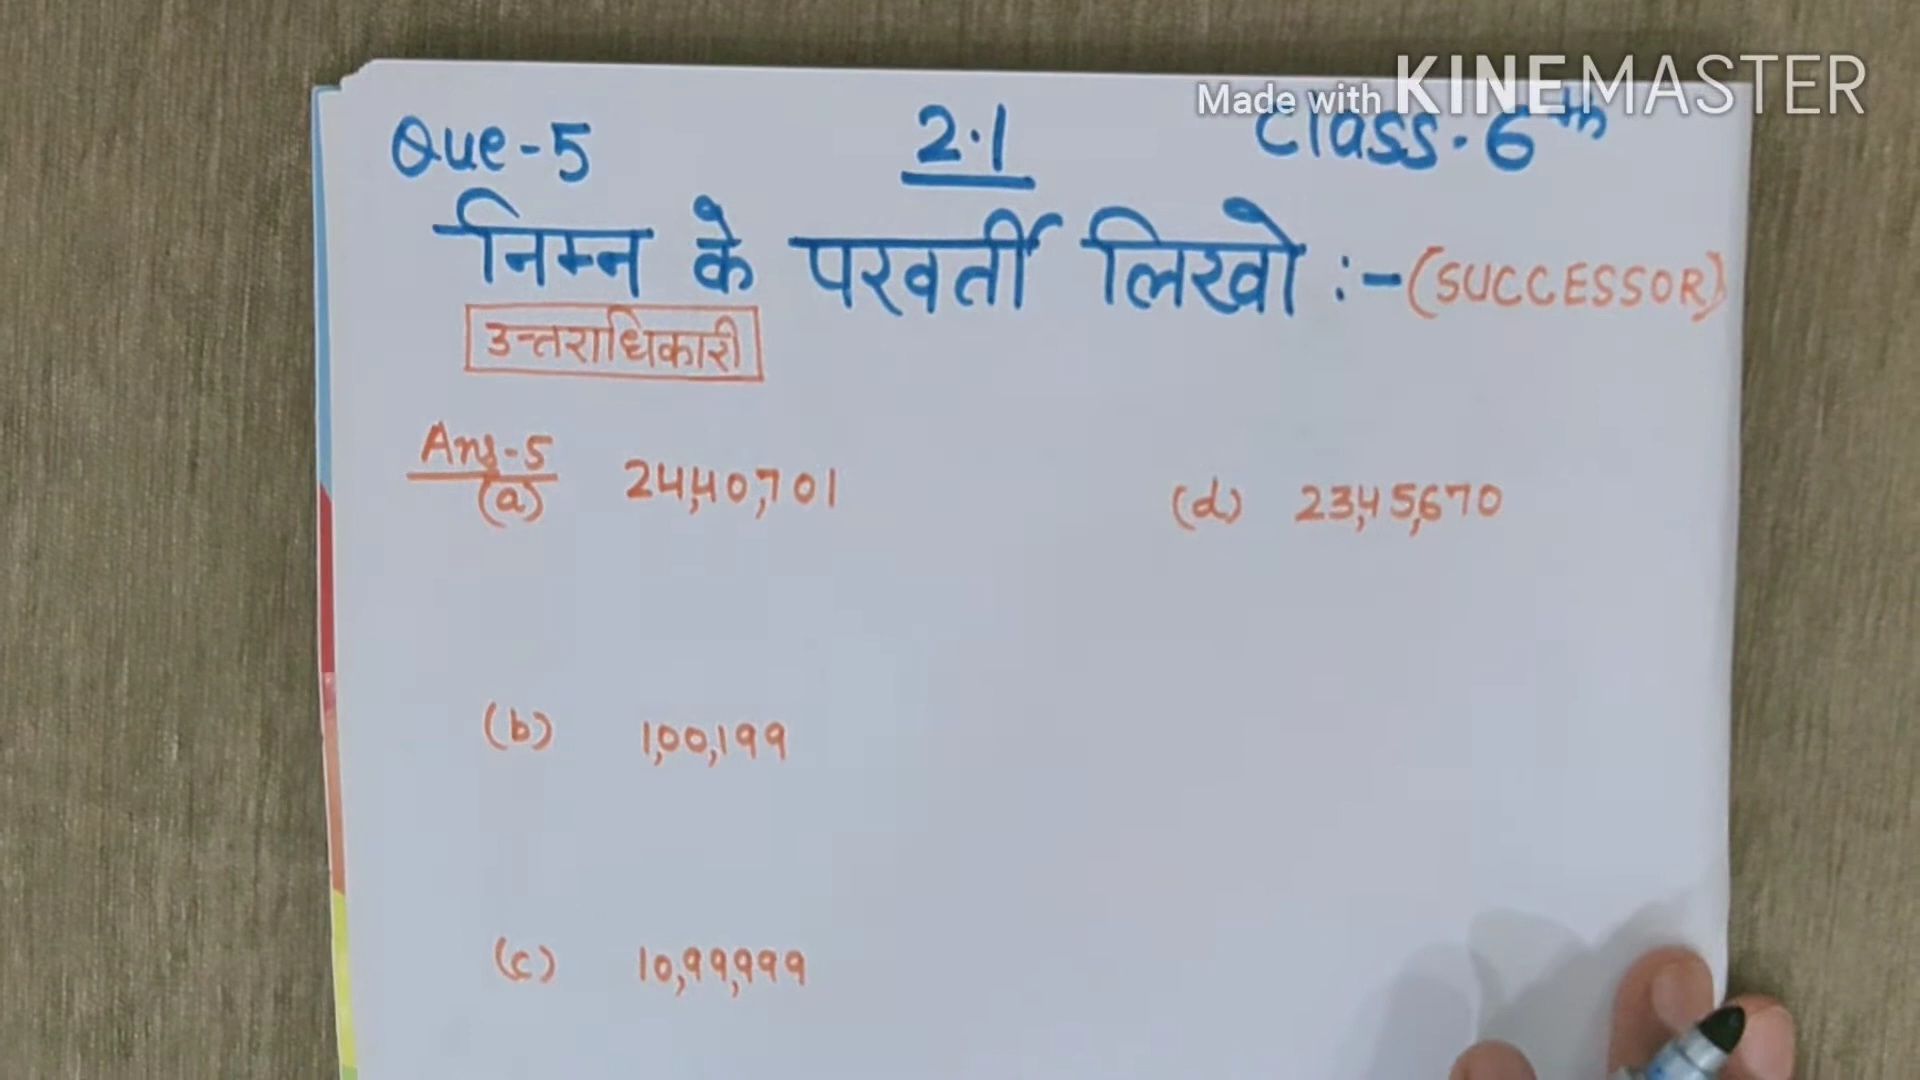 Made with KINEMASTER
Que-5 2.1 Class.6th
निम्न के परवर्ती लिखो :- (SUCCESSOR)
उत्तराधिकारी
Ans-5
(a) 24,40,701 (d) 23,45,670
(b) 1,00,199
(c) 10,99,999